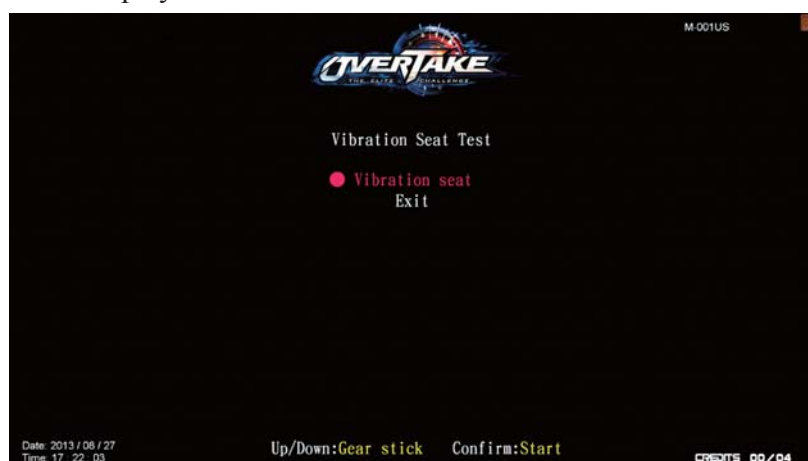 M-001US
OVERTAKE
THE ELITE CHALLENGE
Vibration Seat Test
Vibration seat
Exit
Up/Down:Gear stick Confirm:Start
Date: 2013 / 08 / 27
Time: 17 : 22 : 03
CREDITS 00/04